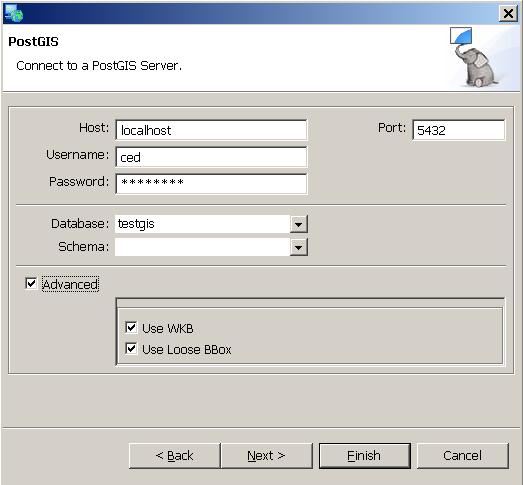 PostGIS
Connect to a PostGIS Server.
Host: localhost Port: 5432
Username: ced
Password: ********
Database: testgis
Schema:
Advanced
Use WKB
Use Loose BBox
< Back Next > Finish Cancel